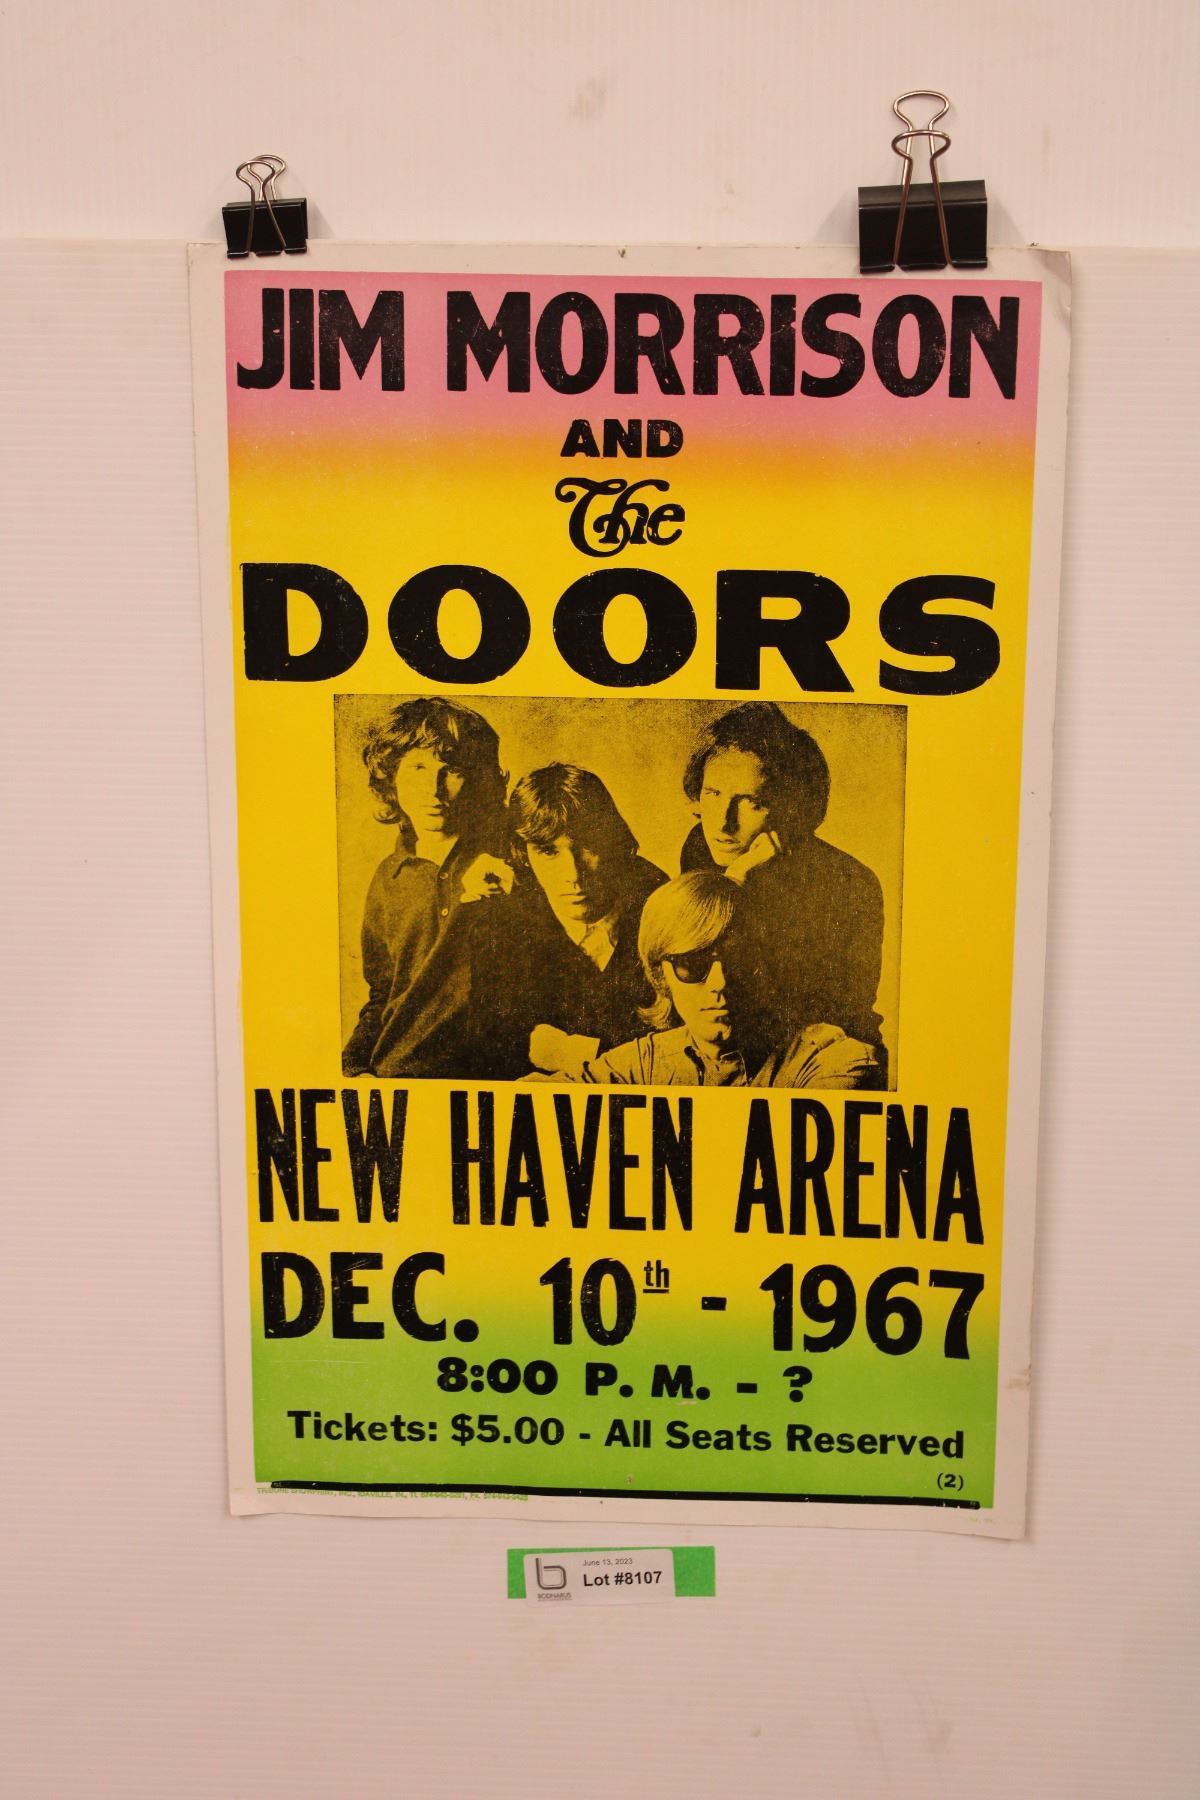 JIM MORRISON
AND
The
DOORS
NEW HAVEN ARENA
DEC. 10th - 1967
8:00 P. M. - ?
Tickets: $5.00 - All Seats Reserved
(2)
June 13, 2023
Lot #8107